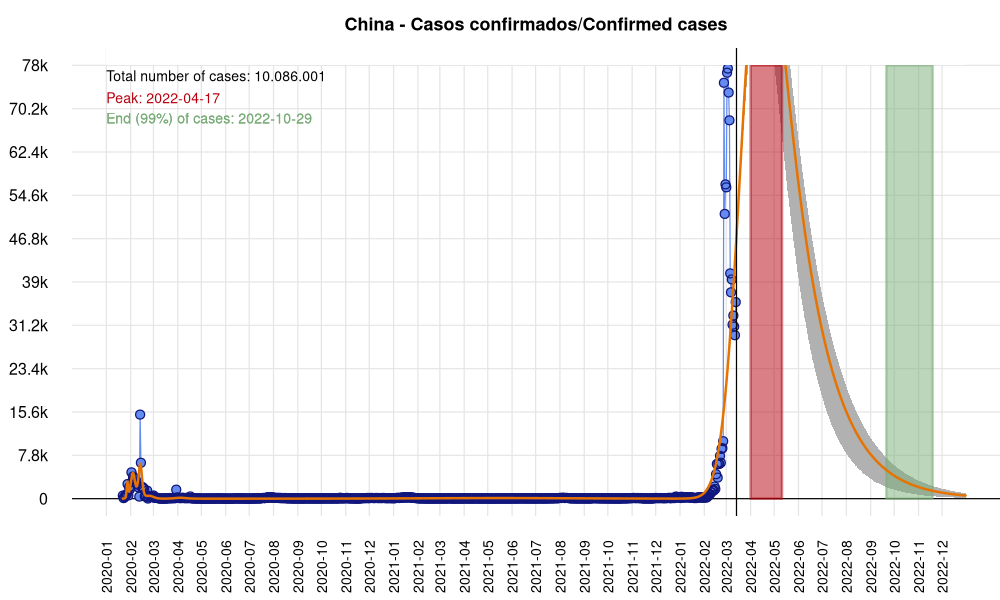 China - Casos confirmados/Confirmed cases
Total number of cases: 10.086.001
Peak: 2022-04-17
End (99%) of cases: 2022-10-29
78k
70.2k
62.4k
54.6k
46.8k
39k
31.2k
23.4k
15.6k
7.8k
0
2020-01
2020-02
2020-03
2020-04
2020-05
2020-06
2020-07
2020-08
2020-09
2020-10
2020-11
2020-12
2021-01
2021-02
2021-03
2021-04
2021-05
2021-06
2021-07
2021-08
2021-09
2021-10
2021-11
2021-12
2022-01
2022-02
2022-03
2022-04
2022-05
2022-06
2022-07
2022-08
2022-09
2022-10
2022-11
2022-12